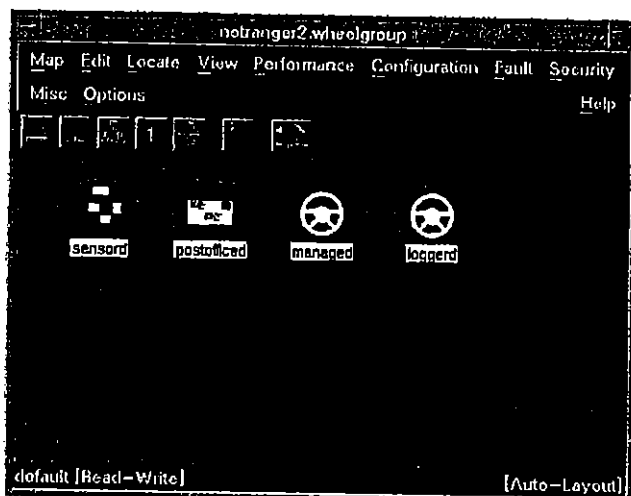 notranger2.wheelgroup
Map Edit Locate View Performance Configuration Fault Security
Misc Options Help
1
sensord postofficed managed loggerd
default [Read-Write] [Auto-Layout]